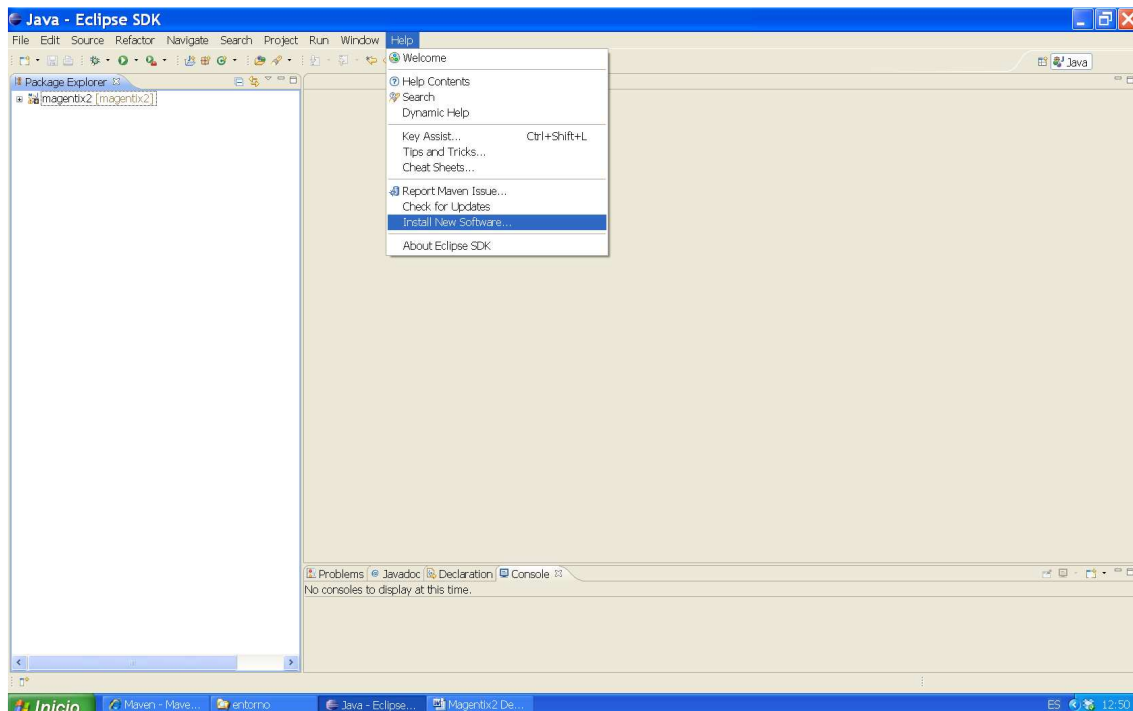 Java - Eclipse SDK
File Edit Source Refactor Navigate Search Project Run Window Help
Java
Package Explorer
magentix2 [magentix2]
Welcome
Help Contents
Search
Dynamic Help
Key Assist... Ctrl+Shift+L
Tips and Tricks...
Cheat Sheets...
Report Maven Issue...
Check for Updates
Install New Software...
About Eclipse SDK
Problems @ Javadoc Declaration Console
No consoles to display at this time.
Inicio Maven - Mave... entorno Java - Eclipse... Magentix2 De... ES 12:50